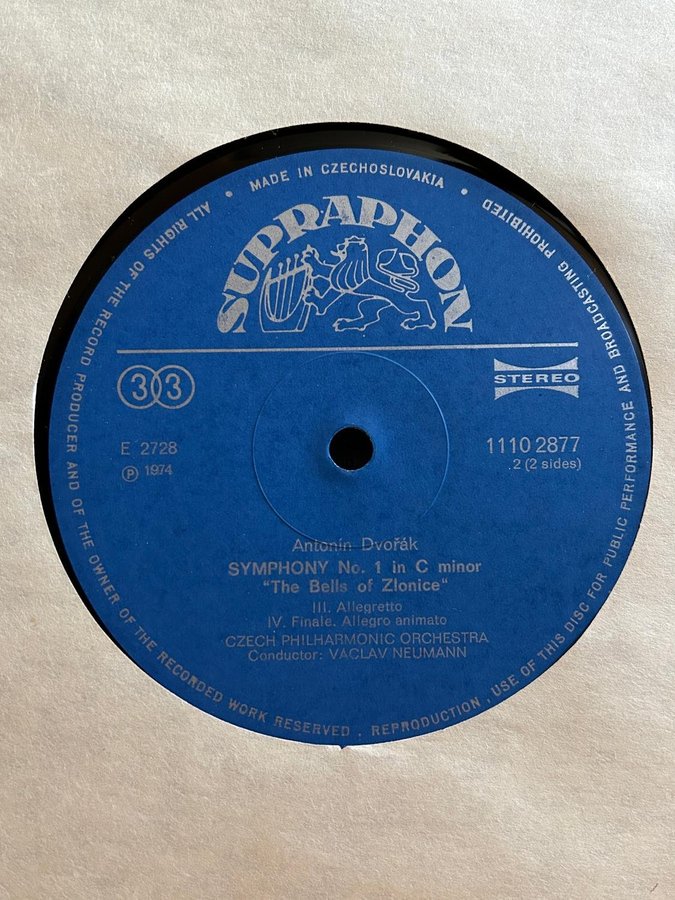 MADE IN CZECHOSLOVAKIA
SUPRAPHON
33
STEREO
E 2728
℗ 1974
1110 2877
.2 (2 sides)
Antonín Dvořák
SYMPHONY No. 1 in C minor
"The Bells of Zlonice"
III. Allegretto
IV. Finale. Allegro animato
CZECH PHILHARMONIC ORCHESTRA
Conductor: VÁCLAV NEUMANN
ALL RIGHTS OF THE RECORD PRODUCER AND OF THE OWNER OF THE RECORDED WORK RESERVED . REPRODUCTION , USE OF THIS DISC FOR PUBLIC PERFORMANCE AND BROADCASTING PROHIBITED